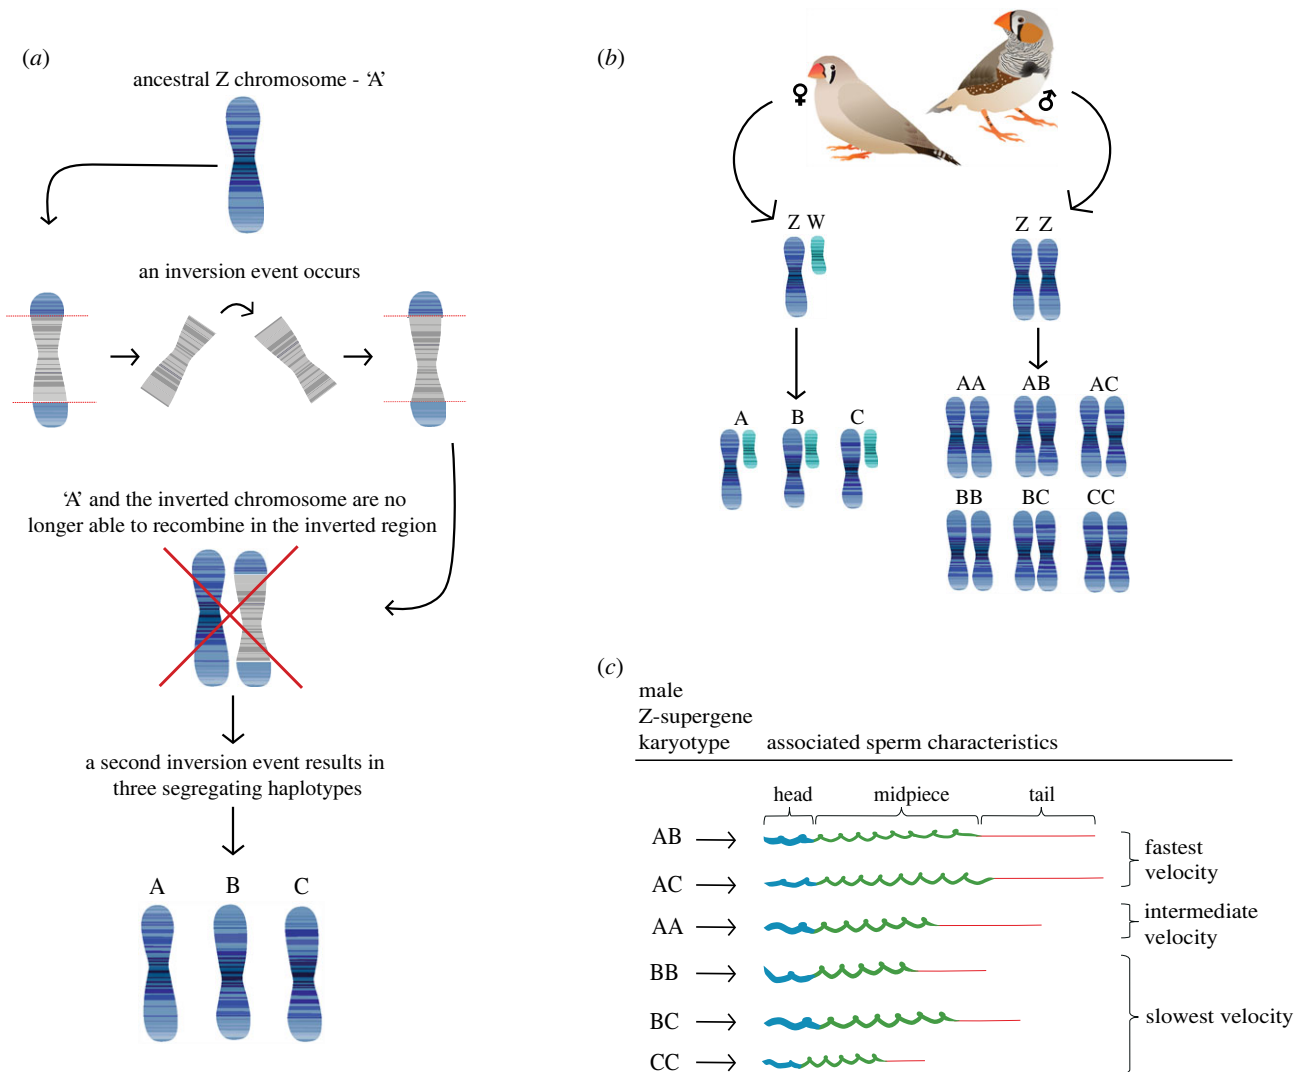 (a)
ancestral Z chromosome - ‘A’
an inversion event occurs
‘A’ and the inverted chromosome are no
longer able to recombine in the inverted region
a second inversion event results in
three segregating haplotypes
A B C
(b)
♀
♂
Z W
Z Z
A B C
AA AB AC
BB BC CC
(c)
male
Z-supergene
karyotype associated sperm characteristics
head midpiece tail
AB
AC
fastest
velocity
AA
intermediate
velocity
BB
BC
CC
slowest velocity